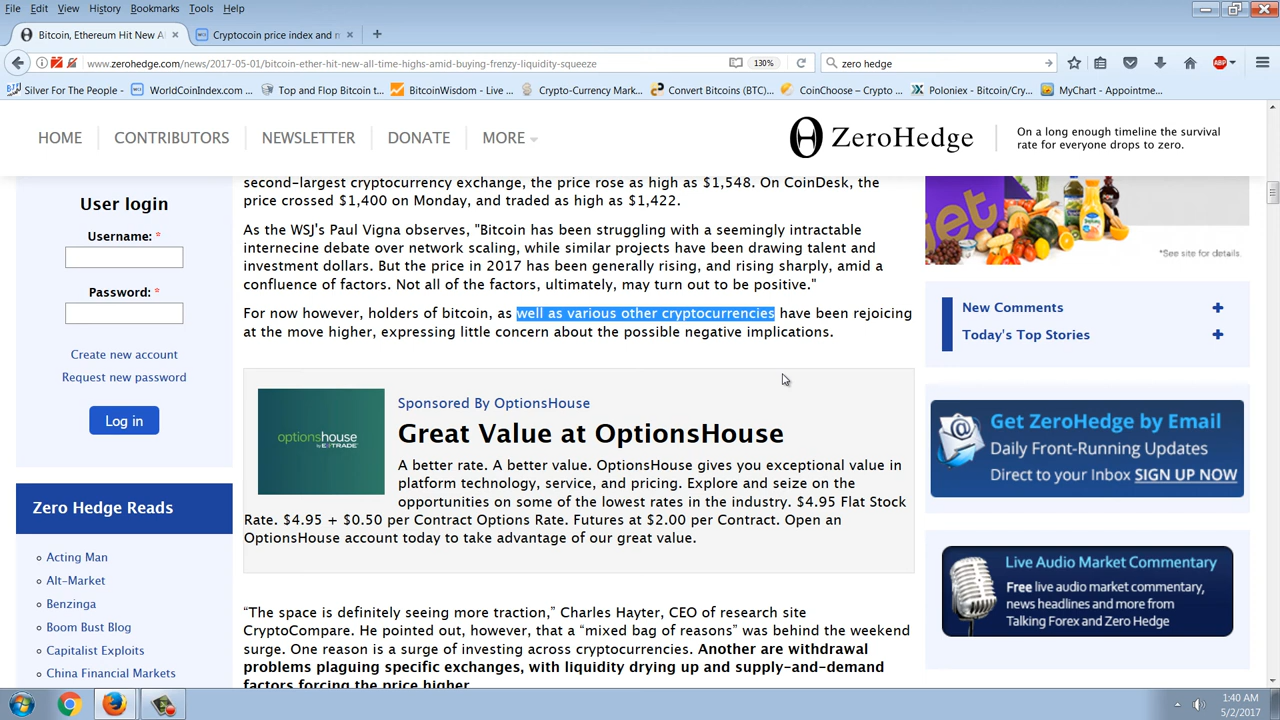 File Edit View History Bookmarks Tools Help
Bitcoin, Ethereum Hit New A
Cryptocoin price index and
www.zerohedge.com/news/2017-05-01/bitcoin-ether-hit-new-all-time-highs-amid-buying-frenzy-liquidity-squeeze
130%
zero hedge
ABP
Silver For The People - WorldCoinIndex.com ... Top and Flop Bitcoin t... BitcoinWisdom - Live ... Crypto-Currency Mark... Convert Bitcoins (BTC)... CoinChoose – Crypto ... Poloniex - Bitcoin/Cry... MyChart - Appointme...
HOME CONTRIBUTORS NEWSLETTER DONATE MORE
ZeroHedge
On a long enough timeline the survival
rate for everyone drops to zero.
User login
Username: *
Password: *
Create new account
Request new password
Log in
Zero Hedge Reads
Acting Man
Alt-Market
Benzinga
Boom Bust Blog
Capitalist Exploits
China Financial Markets
second-largest cryptocurrency exchange, the price rose as high as $1,548. On CoinDesk, the
price crossed $1,400 on Monday, and traded as high as $1,422.
As the WSJ's Paul Vigna observes, "Bitcoin has been struggling with a seemingly intractable
internecine debate over network scaling, while similar projects have been drawing talent and
investment dollars. But the price in 2017 has been generally rising, and rising sharply, amid a
confluence of factors. Not all of the factors, ultimately, may turn out to be positive."
For now however, holders of bitcoin, as well as various other cryptocurrencies have been rejoicing
at the move higher, expressing little concern about the possible negative implications.
optionshouse
by E*TRADE
Sponsored By OptionsHouse
Great Value at OptionsHouse
A better rate. A better value. OptionsHouse gives you exceptional value in
platform technology, service, and pricing. Explore and seize on the
opportunities on some of the lowest rates in the industry. $4.95 Flat Stock
Rate. $4.95 + $0.50 per Contract Options Rate. Futures at $2.00 per Contract. Open an
OptionsHouse account today to take advantage of our great value.
“The space is definitely seeing more traction,” Charles Hayter, CEO of research site
CryptoCompare. He pointed out, however, that a “mixed bag of reasons” was behind the weekend
surge. One reason is a surge of investing across cryptocurrencies. Another are withdrawal
problems plaguing specific exchanges, with liquidity drying up and supply-and-demand
factors forcing the price higher.
*See site for details.
New Comments
Today's Top Stories
Get ZeroHedge by Email
Daily Front-Running Updates
Direct to your Inbox SIGN UP NOW
Live Audio Market Commentary
Free live audio market commentary,
news headlines and more from
Talking Forex and Zero Hedge
1:40 AM
5/2/2017